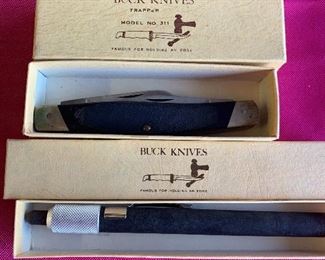 BUCK KNIVES
TRAPPER
MODEL NO. 311
FAMOUS FOR HOLDING AN EDGE
BUCK KNIVES
FAMOUS FOR HOLDING AN EDGE